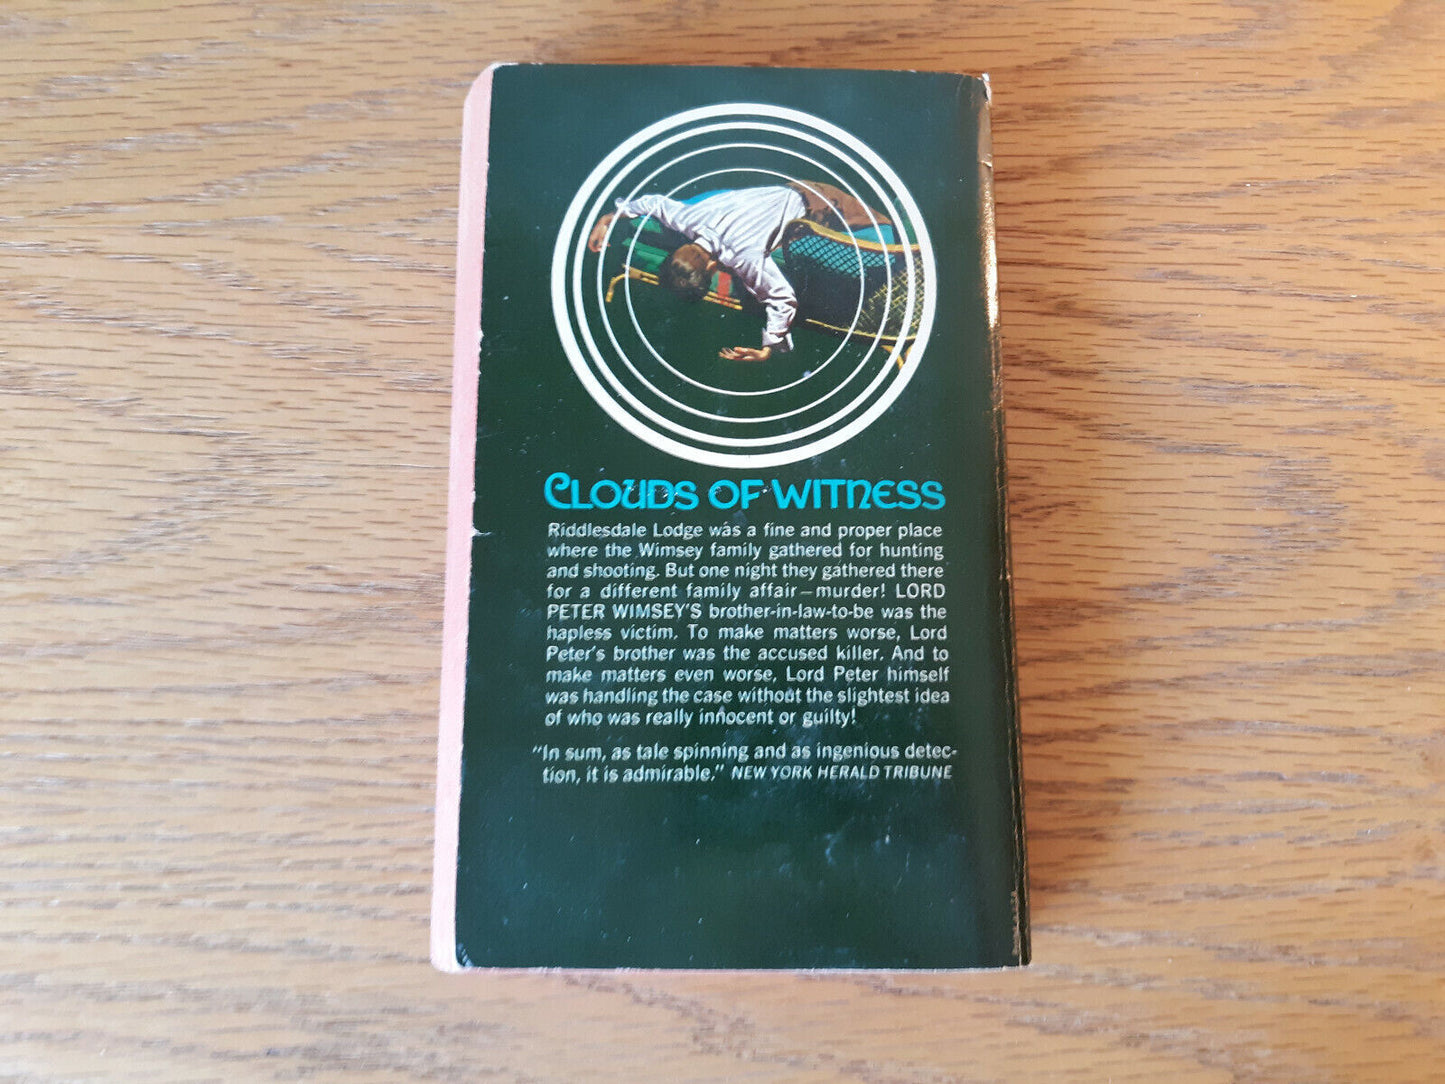 CLOUDS OF WITNESS
Riddlesdale Lodge was a fine and proper place
where the Wimsey family gathered for hunting
and shooting. But one night they gathered there
for a different family affair—murder! LORD
PETER WIMSEY'S brother-in-law-to-be was the
hapless victim. To make matters worse, Lord
Peter's brother was the accused killer. And to
make matters even worse, Lord Peter himself
was handling the case without the slightest idea
of who was really innocent or guilty!
"In sum, as tale spinning and as ingenious detec-
tion, it is admirable." NEW YORK HERALD TRIBUNE